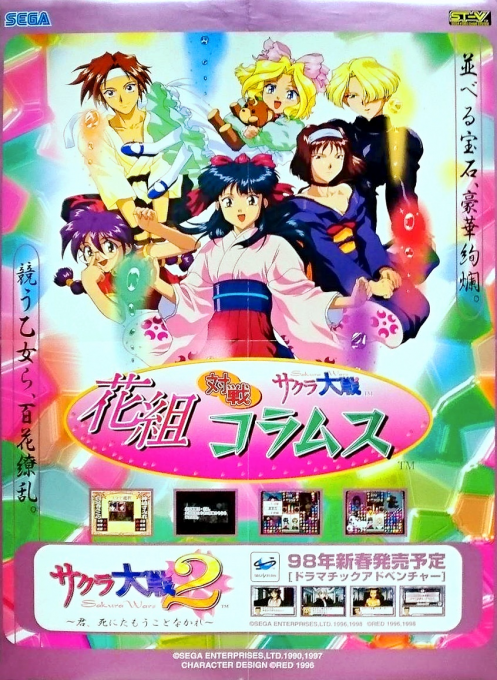 SEGA
ST-V
並べる宝石、豪華絢爛。
競う乙女ら、百花繚乱。
サクラ大戦
TM
花組
対戦
コラムス
TM
サクラ大戦2
Sakura Wars
TM
〜君、死にたもうことなかれ〜
98年新春発売予定
[ドラマチックアドベンチャー]
©SEGA ENTERPRISES,LTD.1996,1998 ©RED 1996,1998
©SEGA ENTERPRISES,LTD.1990,1997
CHARACTER DESIGN ©RED 1996